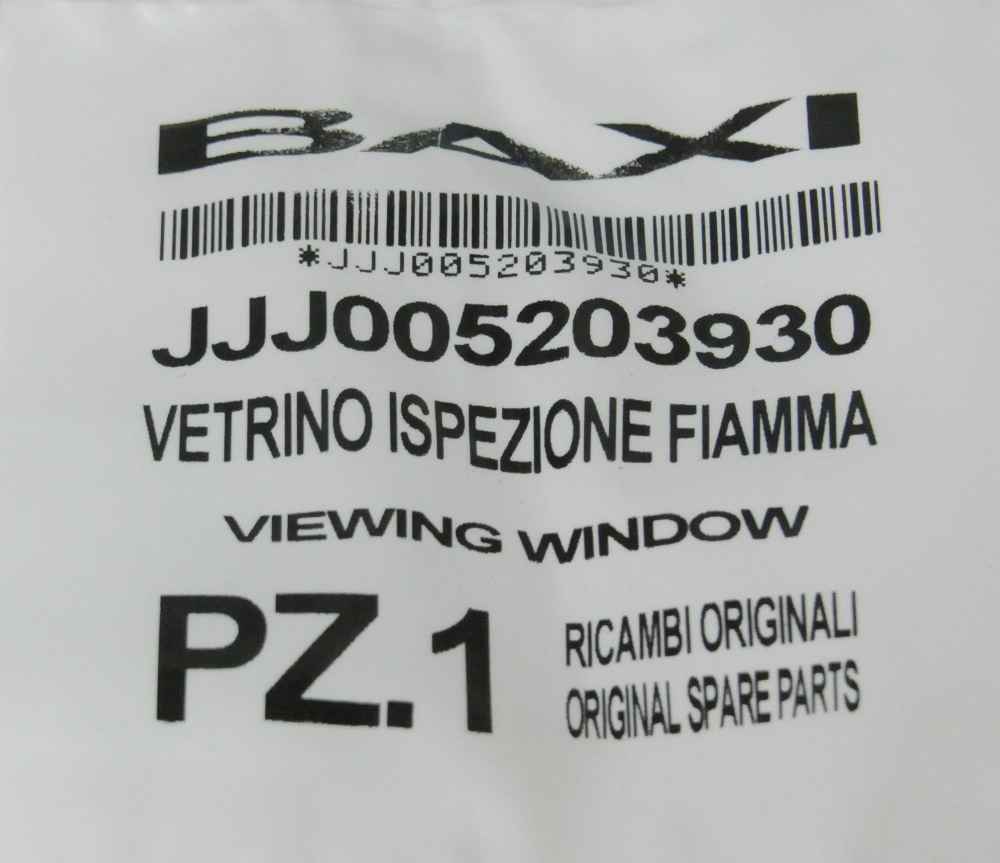 BAXI
*JJJ005203930*
JJJ005203930
VETRINO ISPEZIONE FIAMMA
VIEWING WINDOW
PZ.1
RICAMBI ORIGINALI
ORIGINAL SPARE PARTS